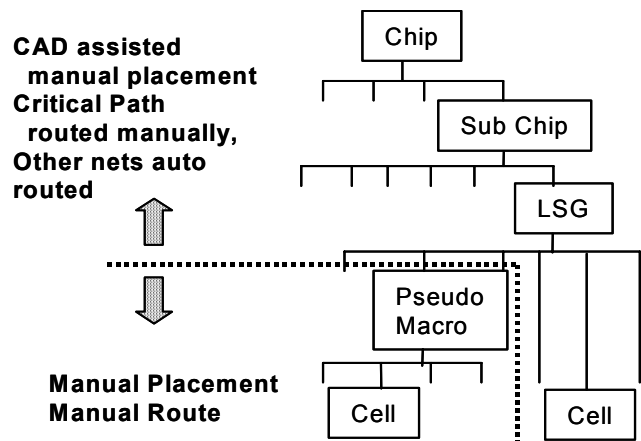 CAD assisted
manual placement
Critical Path
routed manually,
Other nets auto
routed
Chip
Sub Chip
LSG
Pseudo
Macro
Cell
Cell
Manual Placement
Manual Route